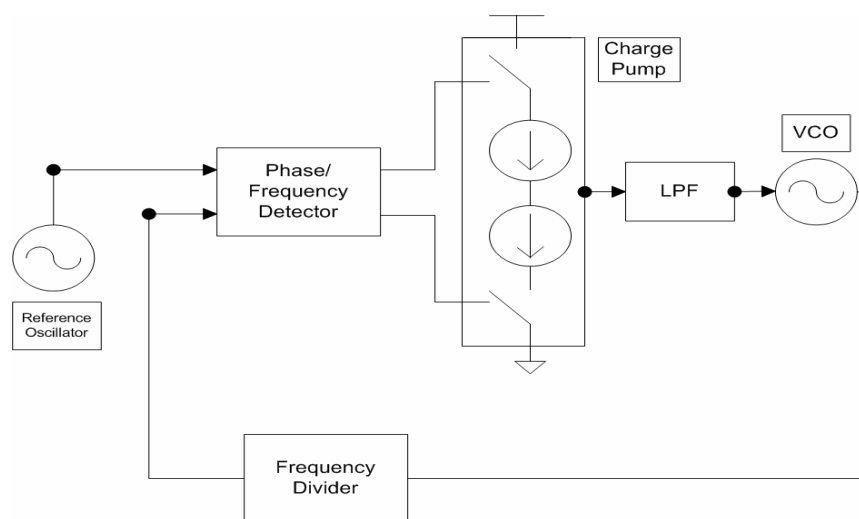 Charge
Pump
VCO
Phase/
Frequency
Detector
LPF
Reference
Oscillator
Frequency
Divider